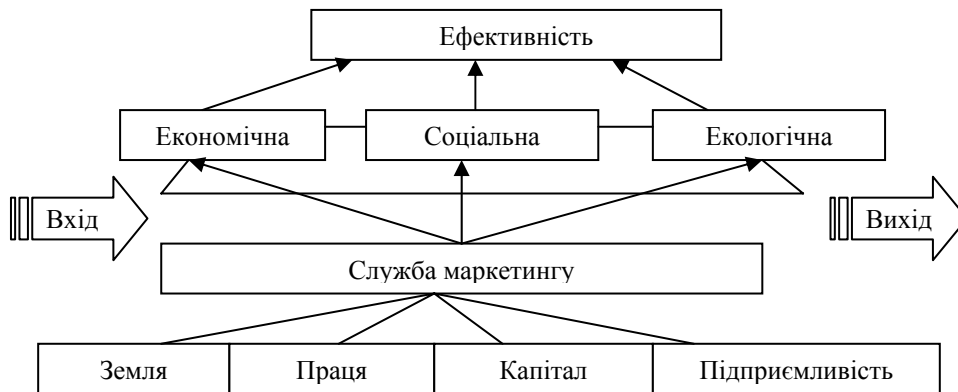 Ефективність
Економічна
Соціальна
Екологічна
Вхід
Вихід
Служба маркетингу
Земля
Праця
Капітал
Підприємливість